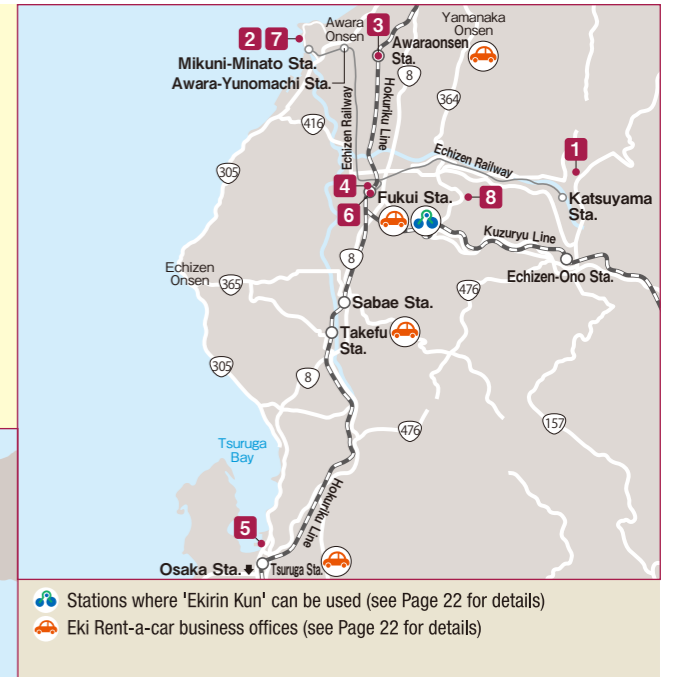 Awara
Onsen
Yamanaka
Onsen
2 7
3
Awaraonsen
Sta.
Mikuni-Minato Sta.
Awara-Yunomachi Sta.
8
364
Hokuriku Line
Echizen Railway
416
Echizen Railway
1
305
4
Fukui Sta.
6
8
Katsuyama
Sta.
Kuzuryu Line
8
Echizen-Ono Sta.
Echizen
Onsen
365
476
Sabae Sta.
Takefu
Sta.
305
8
476
157
Tsuruga
Bay
Hokuriku Line
5
Osaka Sta.
Tsuruga Sta.
Stations where 'Ekirin Kun' can be used (see Page 22 for details)
Eki Rent-a-car business offices (see Page 22 for details)